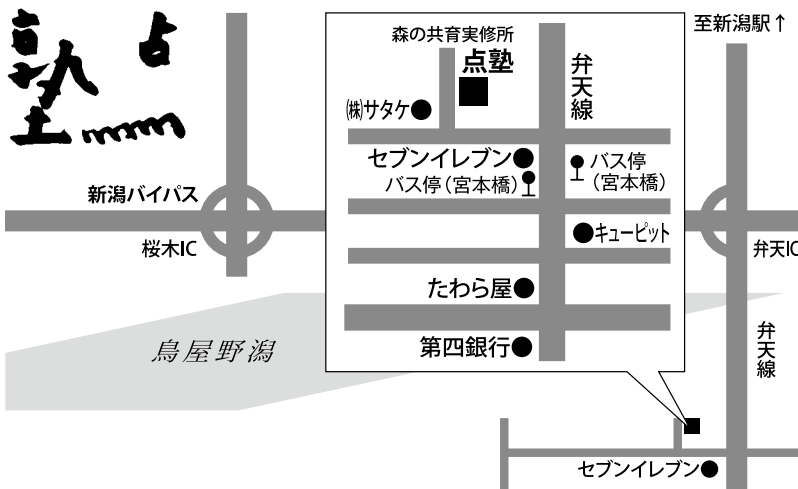 点塾
至新潟駅↑
森の共育実修所
点塾
弁天線
㈱サタケ
セブンイレブン
バス停
(宮本橋)
バス停(宮本橋)
新潟バイパス
キューピット
桜木IC
弁天IC
たわら屋
鳥屋野潟
第四銀行
弁天線
セブンイレブン